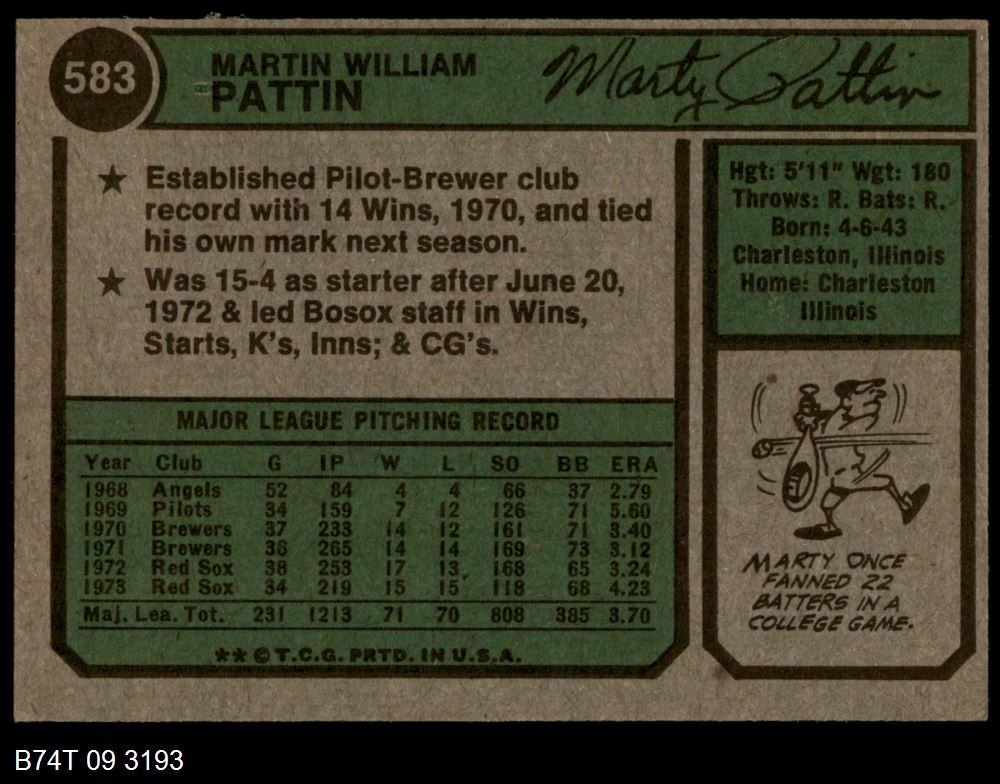 583
MARTIN WILLIAM
PATTIN
Marty Pattin
★ Established Pilot-Brewer club
record with 14 Wins, 1970, and tied
his own mark next season.
★ Was 15-4 as starter after June 20,
1972 & led Bosox staff in Wins,
Starts, K's, Inns; & CG's.
Hgt: 5'11" Wgt: 180
Throws: R. Bats: R.
Born: 4-6-43
Charleston, Illinois
Home: Charleston
Illinois
MAJOR LEAGUE PITCHING RECORD
Year Club G IP W L SO BB ERA
1968 Angels 52 84 4 4 66 37 2.79
1969 Pilots 34 159 7 12 126 71 5.60
1970 Brewers 37 233 14 12 161 71 3.40
1971 Brewers 36 265 14 14 169 73 3.12
1972 Red Sox 38 253 17 13 168 65 3.24
1973 Red Sox 34 219 15 15 118 68 4.23
Maj. Lea. Tot. 231 1213 71 70 808 385 3.70
★★ © T.C.G. PRTD. IN U.S.A.
MARTY ONCE
FANNED 22
BATTERS IN A
COLLEGE GAME.
B74T 09 3193